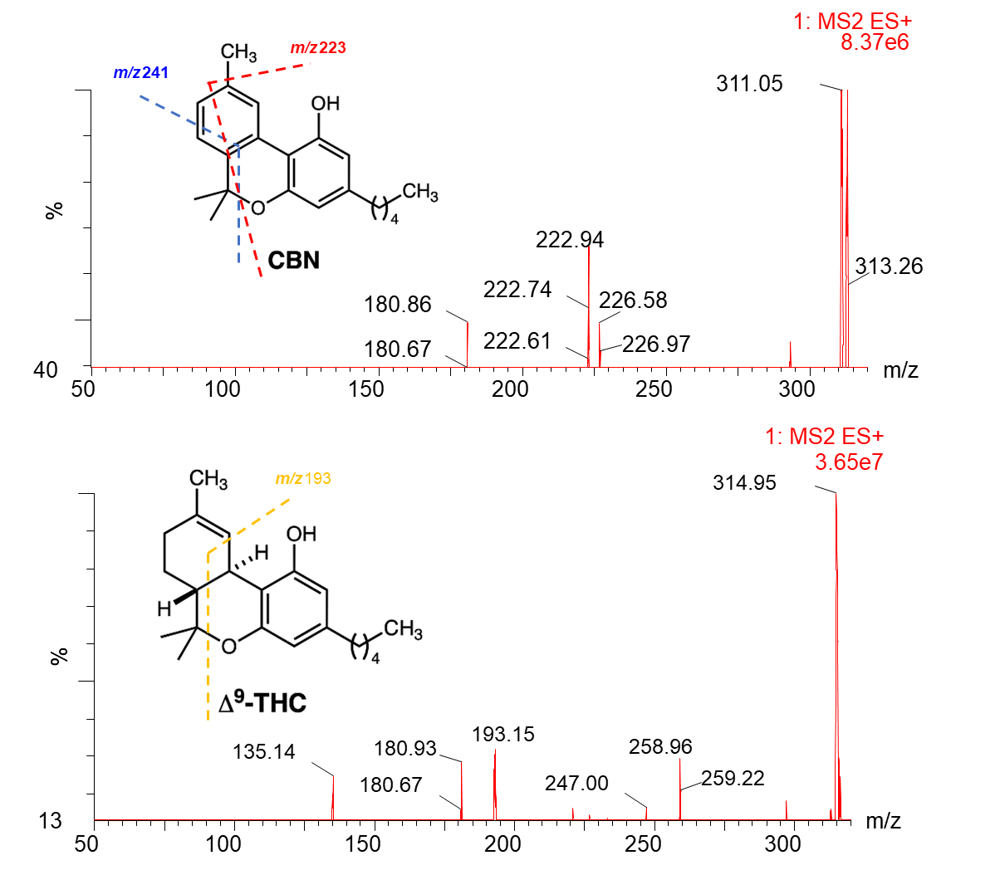 1: MS2 ES+
8.37e6
m/z223
m/z241
CH3
OH
O
CH3
( )4
CBN
311.05
313.26
222.94
222.74
226.58
180.86
222.61
226.97
180.67
%
40
m/z
50
100
150
200
250
300
1: MS2 ES+
3.65e7
m/z193
CH3
OH
H
H
O
CH3
( )4
Δ9-THC
314.95
135.14
180.93
193.15
258.96
180.67
247.00
259.22
%
13
m/z
50
100
150
200
250
300